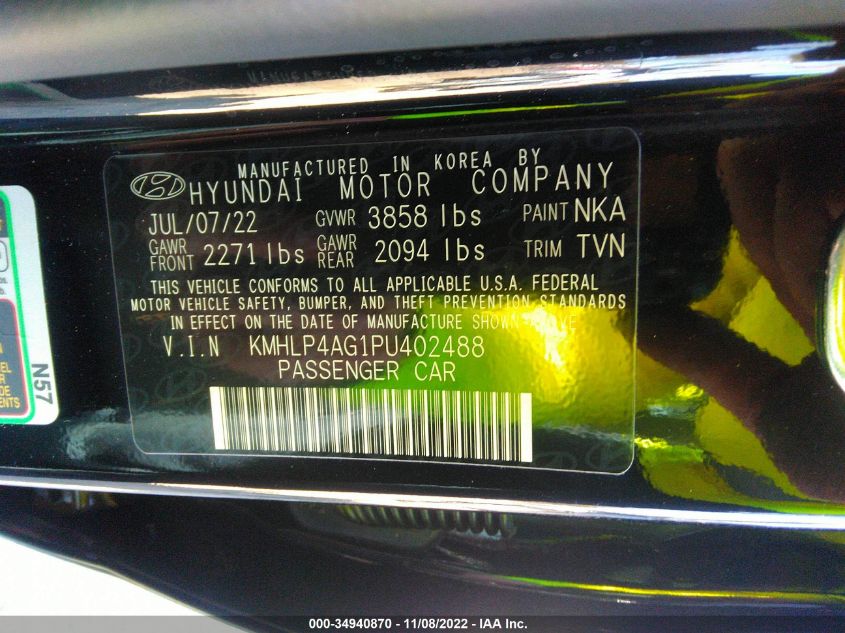 MANUFACTURED IN KOREA BY
HYUNDAI MOTOR COMPANY
JUL/07/22 GVWR 3858 lbs PAINT NKA
GAWR FRONT 2271 lbs GAWR REAR 2094 lbs TRIM TVN
THIS VEHICLE CONFORMS TO ALL APPLICABLE U.S.A. FEDERAL
MOTOR VEHICLE SAFETY, BUMPER, AND THEFT PREVENTION STANDARDS
IN EFFECT ON THE DATE OF MANUFACTURE SHOWN ABOVE
V.I.N KMHLP4AG1PU402488
PASSENGER CAR
N57
ENTS
000-34940870 - 11/08/2022 - IAA Inc.